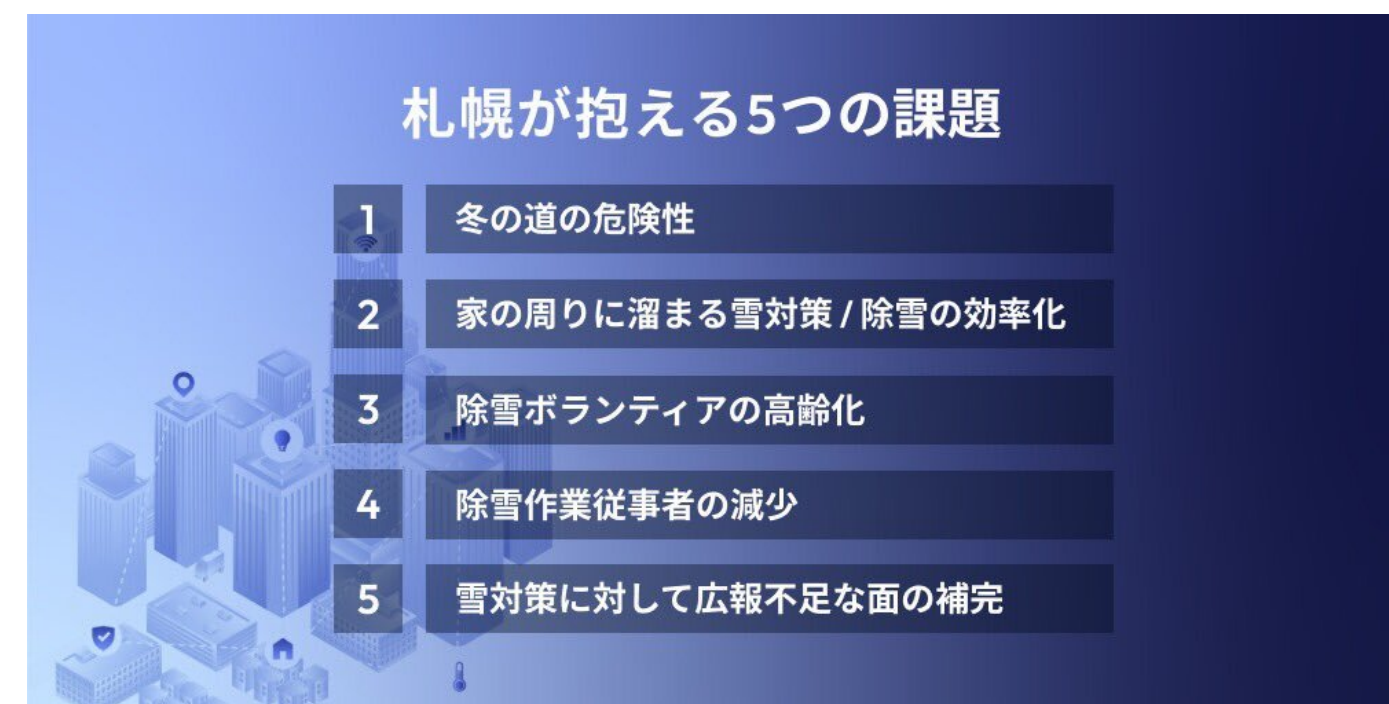 札幌が抱える5つの課題
1 冬の道の危険性
2 家の周りに溜まる雪対策 / 除雪の効率化
3 除雪ボランティアの高齢化
4 除雪作業従事者の減少
5 雪対策に対して広報不足な面の補完